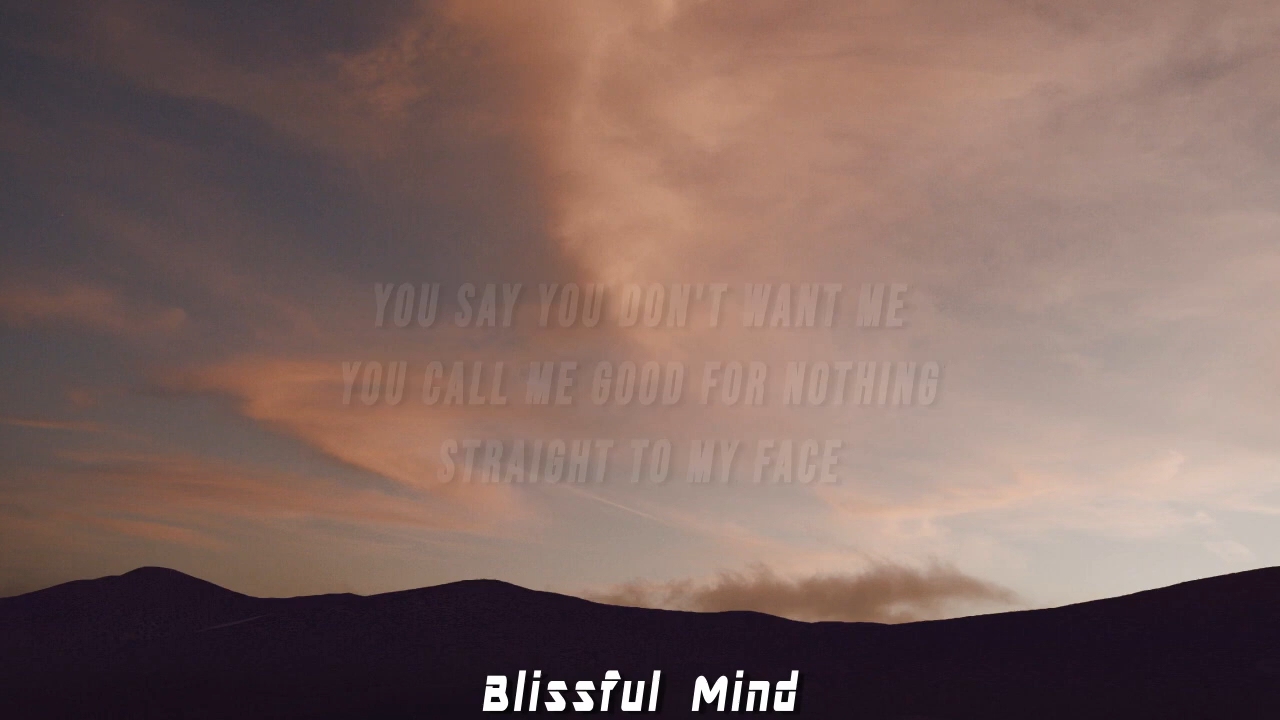 YOU SAY YOU DON'T WANT ME
YOU CALL ME GOOD FOR NOTHING
STRAIGHT TO MY FACE
Blissful Mind